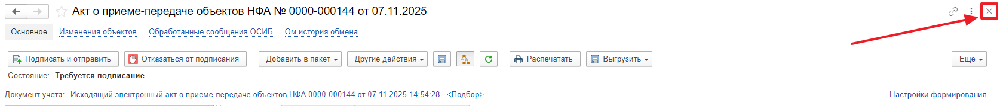 Акт о приеме-передаче объектов НФА № 0000-000144 от 07.11.2025
Основное Изменения объектов Обработанные сообщения ОСИБ Ом история обмена
Подписать и отправить Отказаться от подписания Добавить в пакет Другие действия Распечатать Выгрузить Еще
Состояние: Требуется подписание
Документ учета: Исходящий электронный акт о приеме-передаче объектов НФА 0000-000144 от 07.11.2025 14:54:28 <Подбор> Настройки формирования